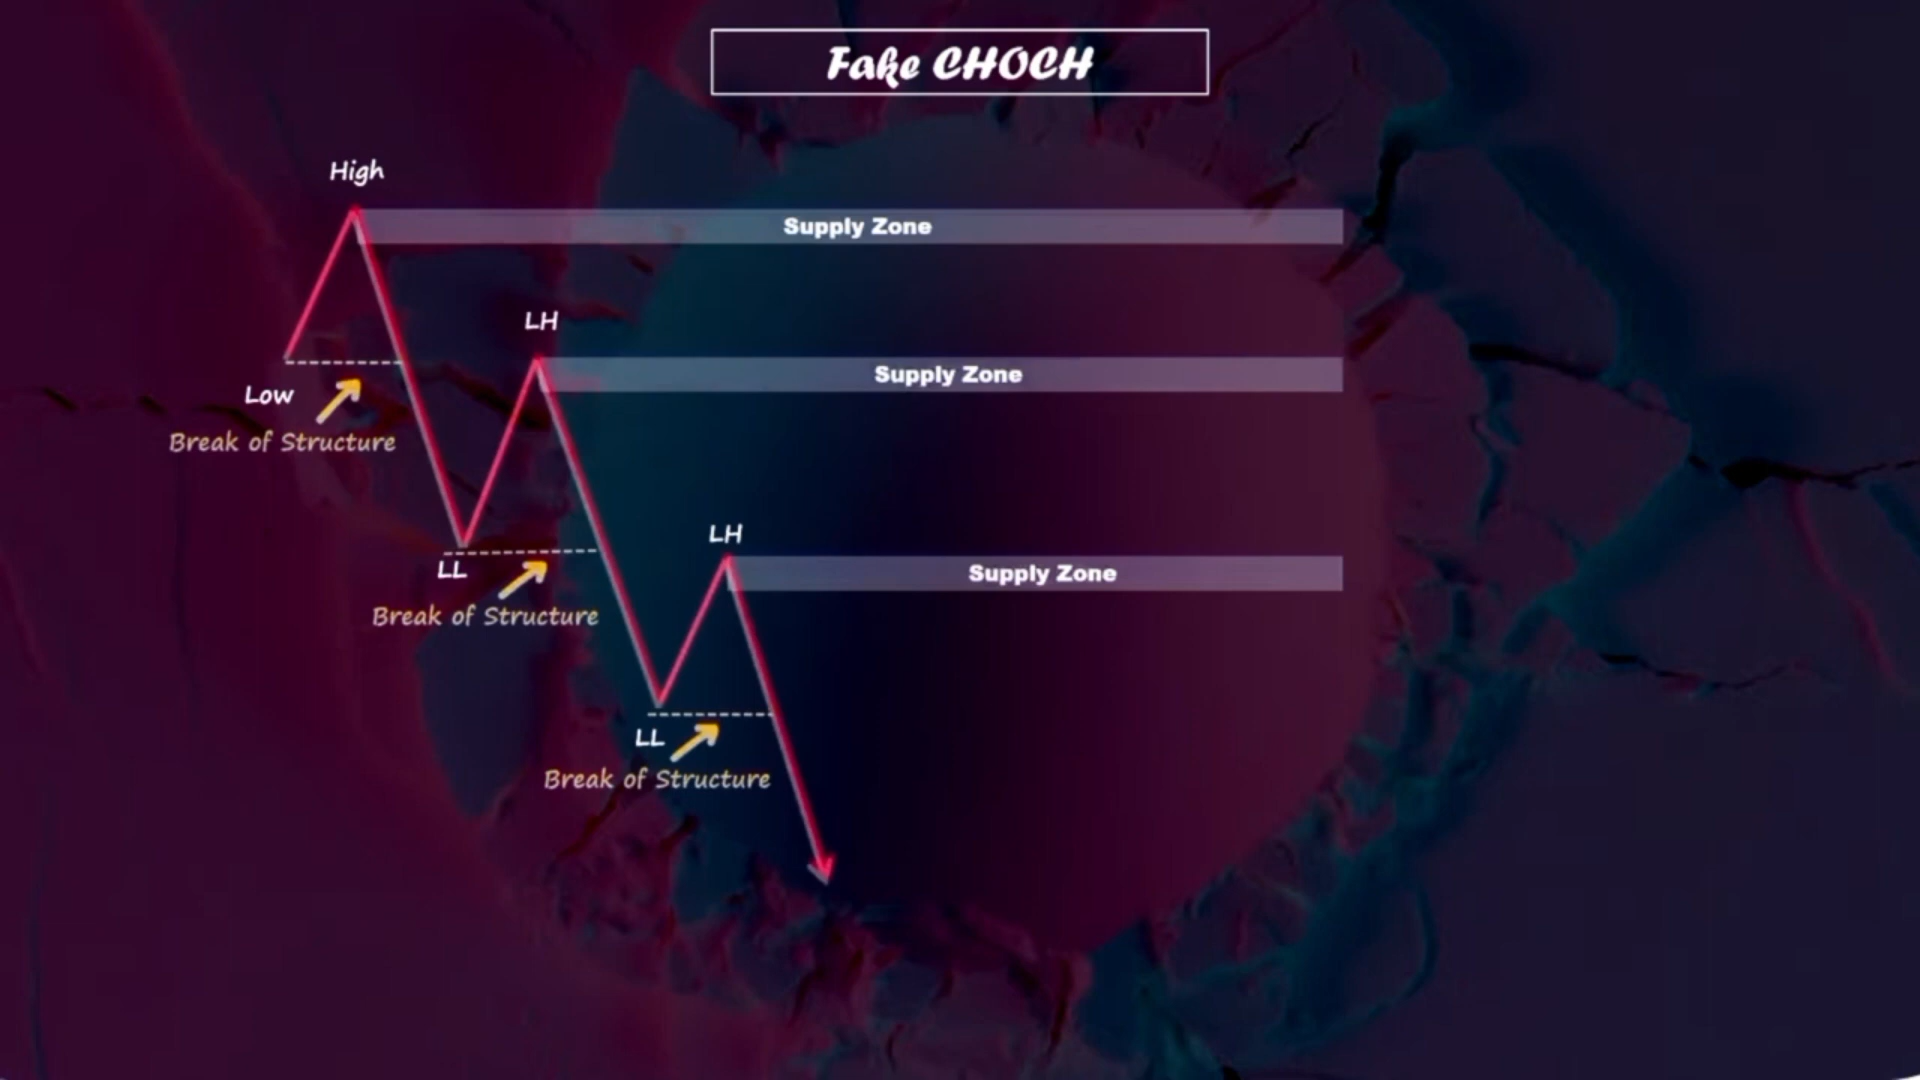 Fake CHOCH
High
Supply Zone
LH
Supply Zone
Low
Break of Structure
LH
LL
Supply Zone
Break of Structure
LL
Break of Structure